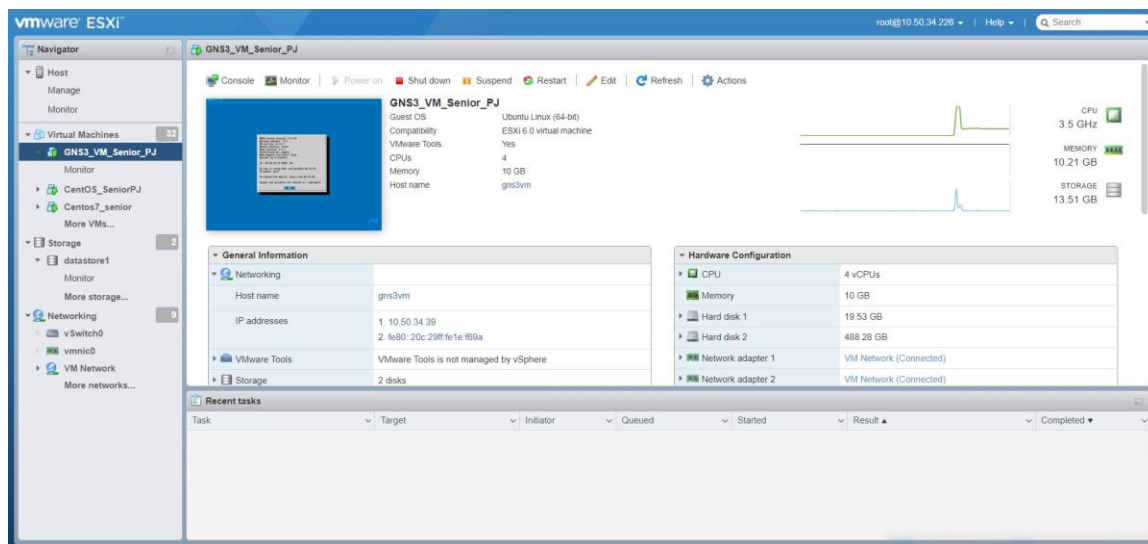 vmware ESXi™
root@10.50.34.226 | Help | Search
Navigator
Host
Manage
Monitor
Virtual Machines 32
GNS3_VM_Senior_PJ
Monitor
CentOS_SeniorPJ
Centos7_senior
More VMs...
Storage 2
datastore1
Monitor
More storage...
Networking 9
vSwitch0
vmnic0
VM Network
More networks...
GNS3_VM_Senior_PJ
Console Monitor | Power on Shut down Suspend Restart | Edit | Refresh | Actions
GNS3_VM_Senior_PJ
Guest OS Ubuntu Linux (64-bit)
Compatibility ESXi 6.0 virtual machine
VMware Tools Yes
CPUs 4
Memory 10 GB
Host name gns3vm
CPU
3.5 GHz
MEMORY
10.21 GB
STORAGE
13.51 GB
General Information
Networking
Host name gns3vm
IP addresses 1. 10.50.34.39
2. fe80::20c:29ff:fe1e:f69a
VMware Tools VMware Tools is not managed by vSphere
Storage 2 disks
Hardware Configuration
CPU 4 vCPUs
Memory 10 GB
Hard disk 1 19.53 GB
Hard disk 2 488.28 GB
Network adapter 1 VM Network (Connected)
Network adapter 2 VM Network (Connected)
Recent tasks
Task Target Initiator Queued Started Result ▲ Completed ▼